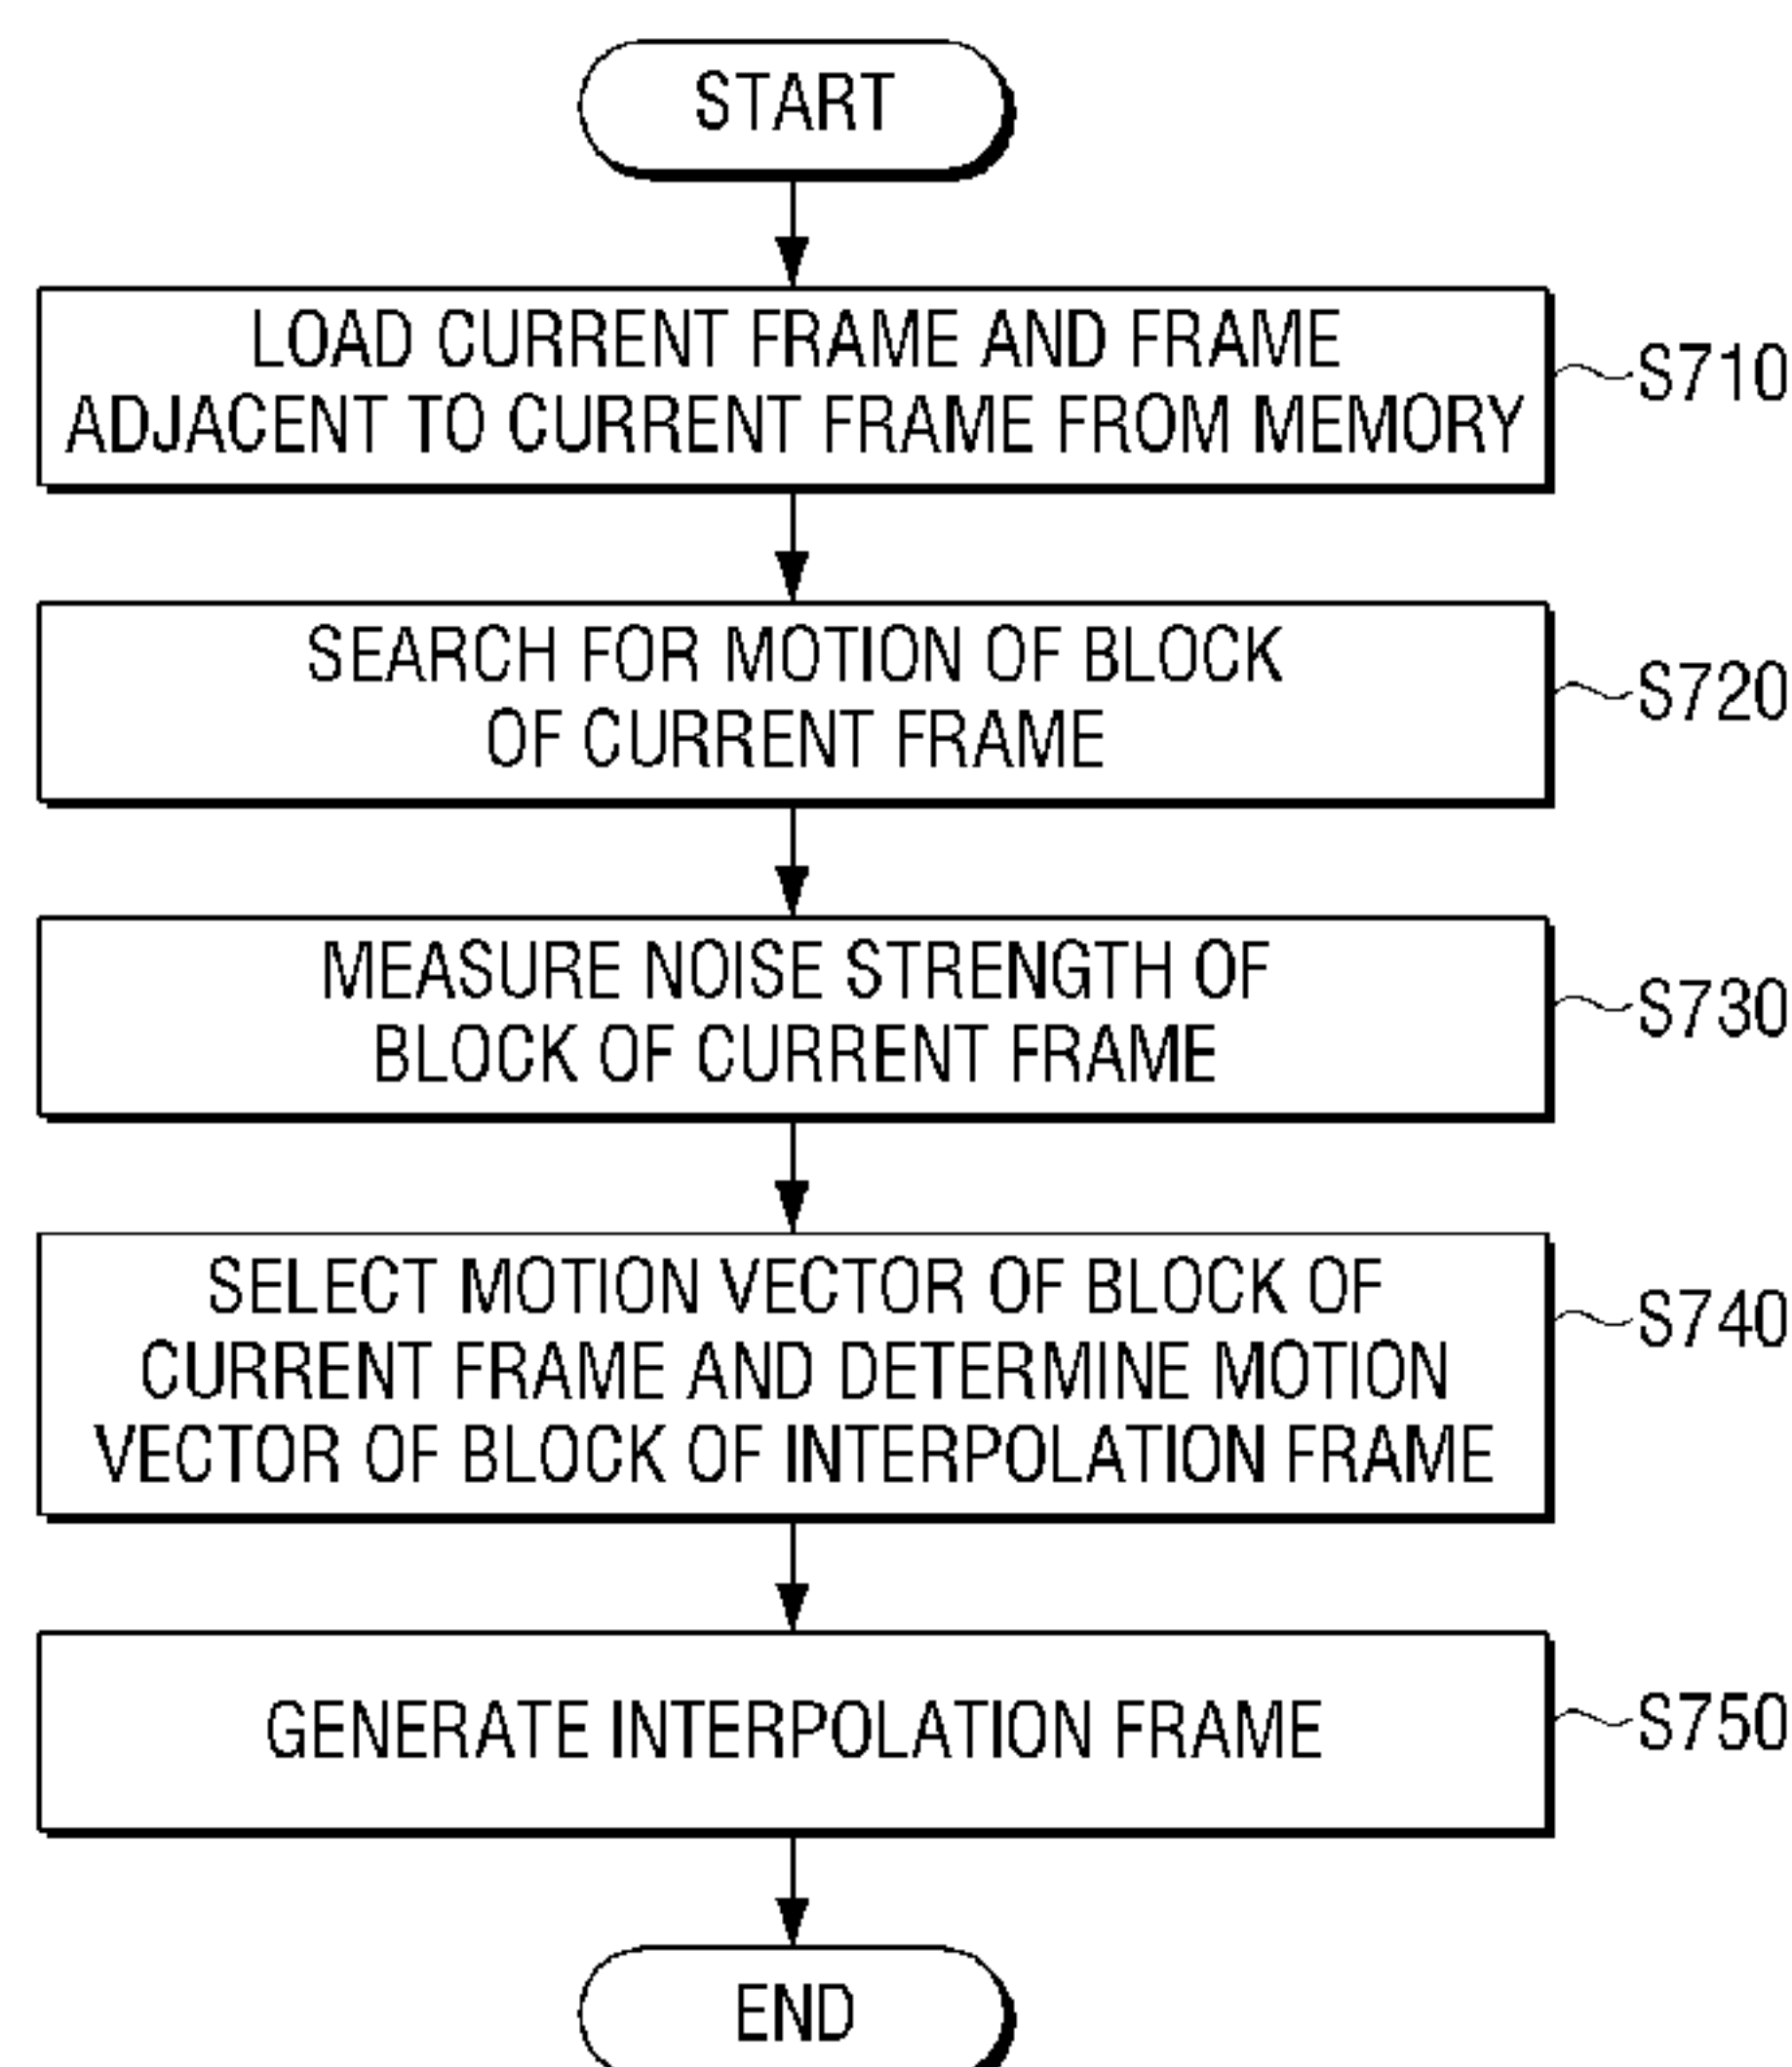 START
LOAD CURRENT FRAME AND FRAME
ADJACENT TO CURRENT FRAME FROM MEMORY
S710
SEARCH FOR MOTION OF BLOCK
OF CURRENT FRAME
S720
MEASURE NOISE STRENGTH OF
BLOCK OF CURRENT FRAME
S730
SELECT MOTION VECTOR OF BLOCK OF
CURRENT FRAME AND DETERMINE MOTION
VECTOR OF BLOCK OF INTERPOLATION FRAME
S740
GENERATE INTERPOLATION FRAME
S750
END